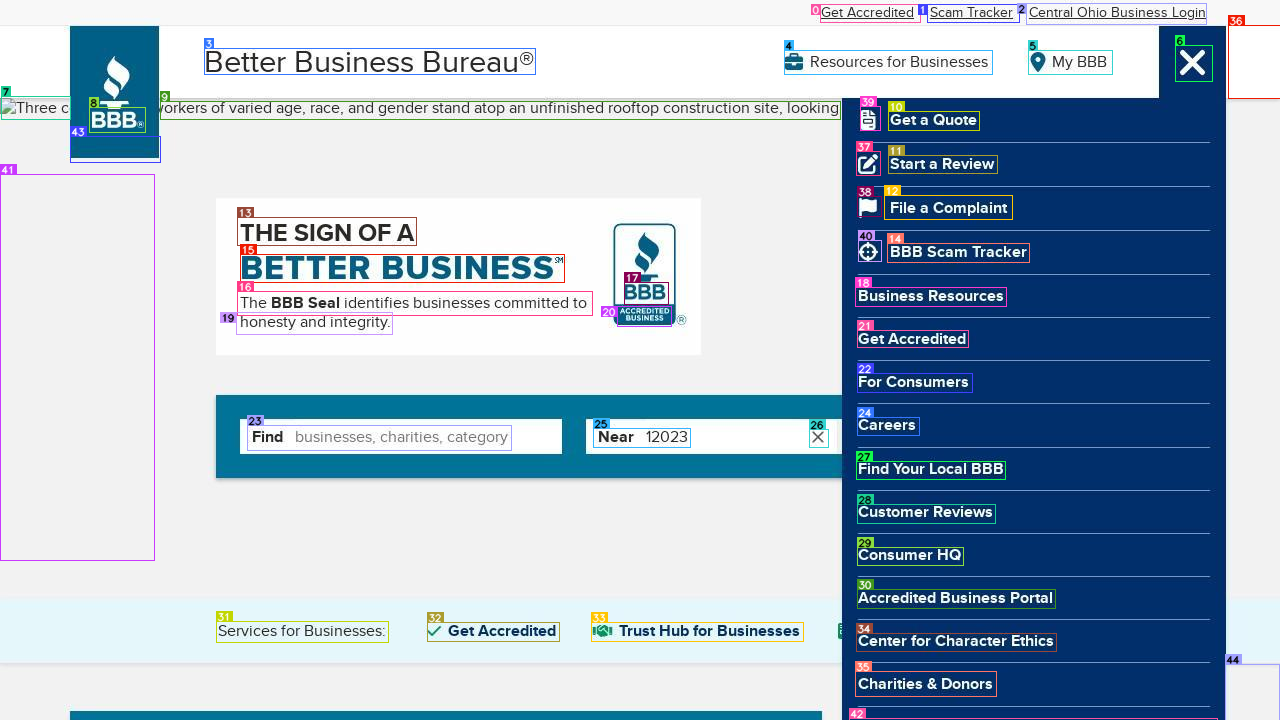 Get Accredited
Scam Tracker
Central Ohio Business Login
BBB®
Better Business Bureau®
Resources for Businesses
My BBB
workers of varied age, race, and gender stand atop an unfinished rooftop construction site, looking
Get a Quote
Start a Review
File a Complaint
BBB Scam Tracker
Business Resources
Get Accredited
For Consumers
Careers
Find Your Local BBB
Customer Reviews
Consumer HQ
Accredited Business Portal
Center for Character Ethics
Charities & Donors
THE SIGN OF A
BETTER BUSINESS℠
The BBB Seal identifies businesses committed to
honesty and integrity.
BBB
ACCREDITED
BUSINESS ®
Find businesses, charities, category
Near 12023
Services for Businesses:
Get Accredited
Trust Hub for Businesses